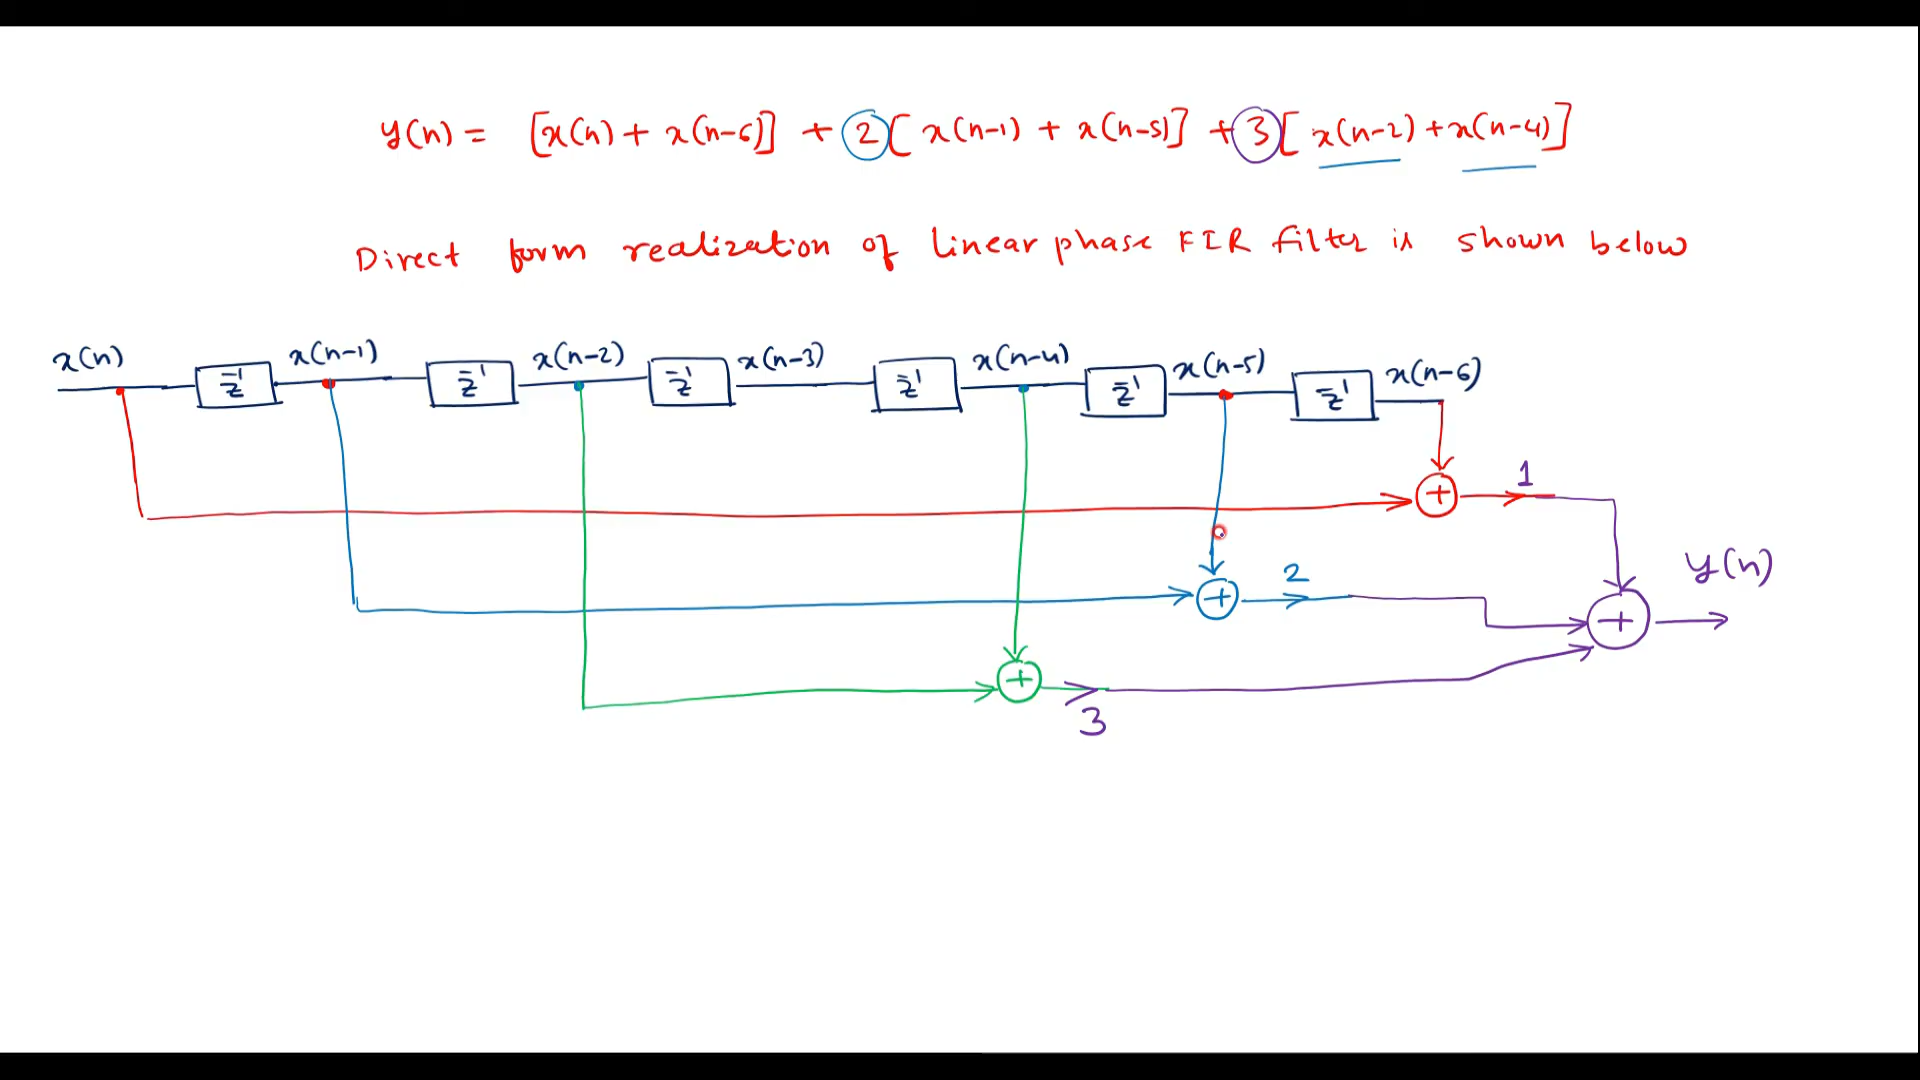 y(n) = [x(n) + x(n-6)] + 2[x(n-1) + x(n-5)] + 3[x(n-2) + x(n-4)]
Direct form realization of linear phase FIR filter is shown below
x(n) x(n-1) x(n-2) x(n-3) x(n-4) x(n-5) x(n-6)
z⁻¹ z⁻¹ z⁻¹ z⁻¹ z⁻¹ z⁻¹
+ 1
+ 2 y(n)
+
+ 3